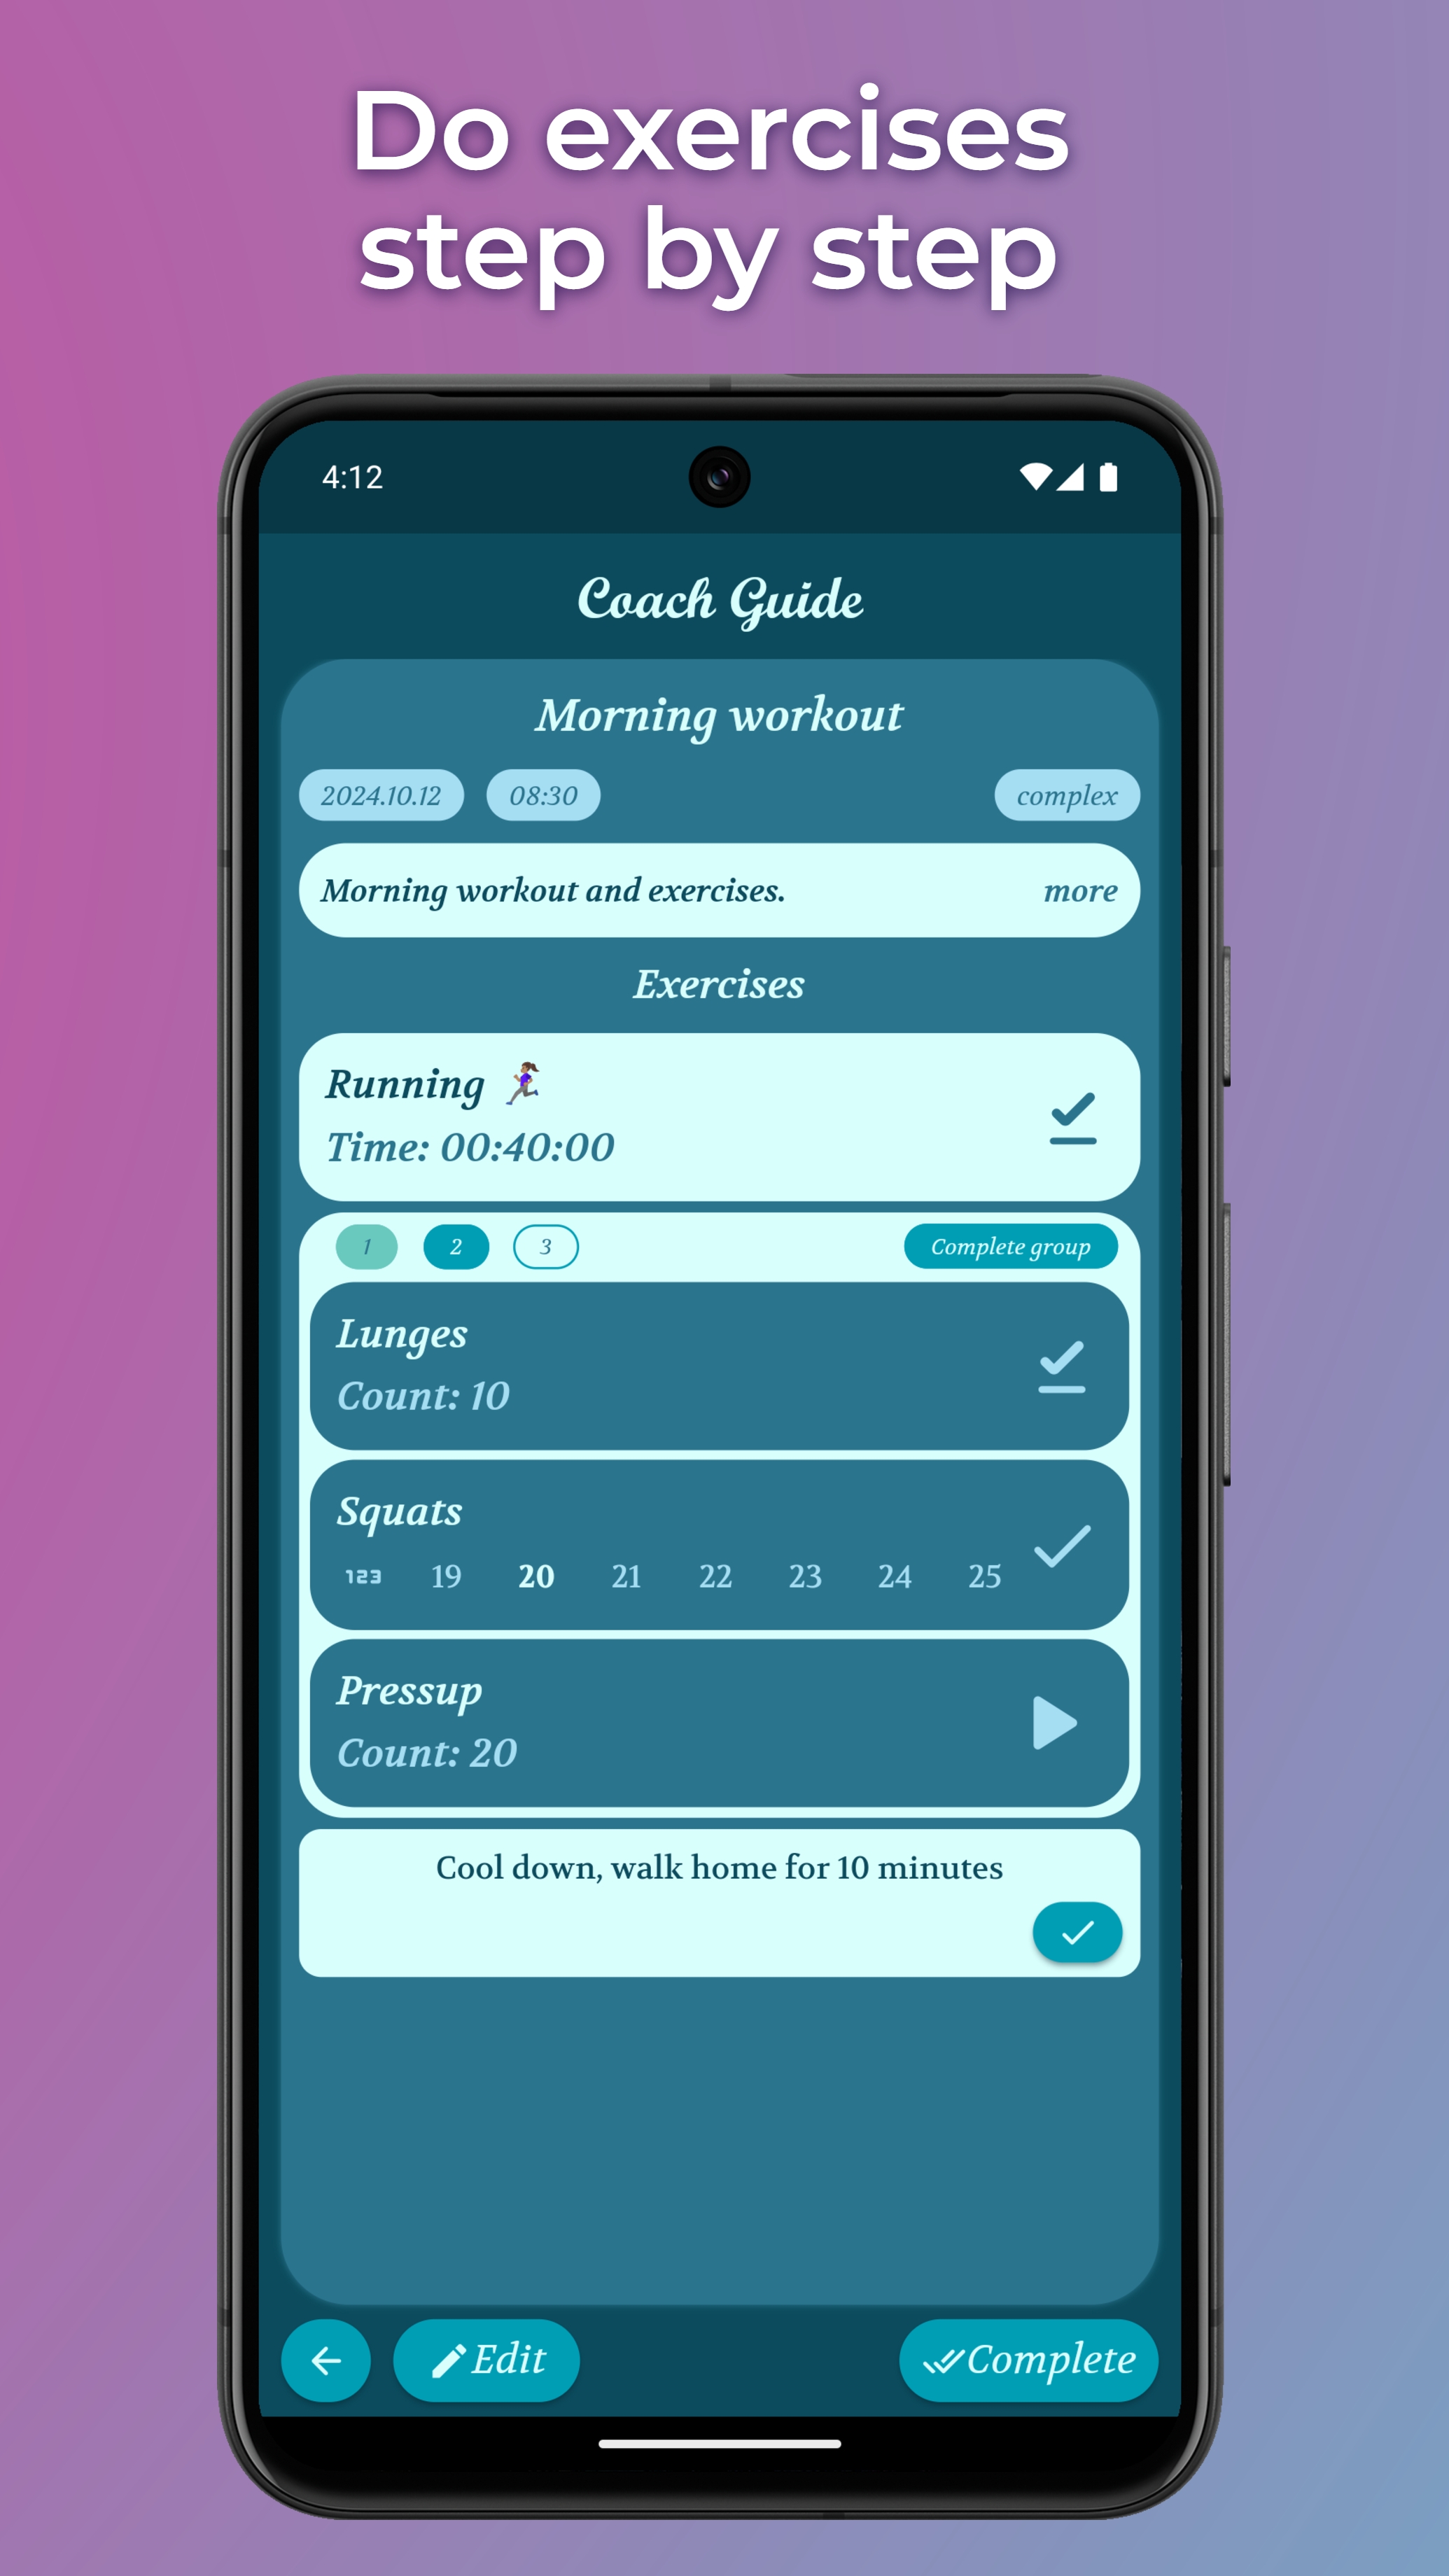 Do exercises
step by step
4:12
Coach Guide
Morning workout
2024.10.12 08:30 complex
Morning workout and exercises. more
Exercises
Running
Time: 00:40:00
1 2 3 Complete group
Lunges
Count: 10
Squats
123 19 20 21 22 23 24 25
Pressup
Count: 20
Cool down, walk home for 10 minutes
Edit Complete